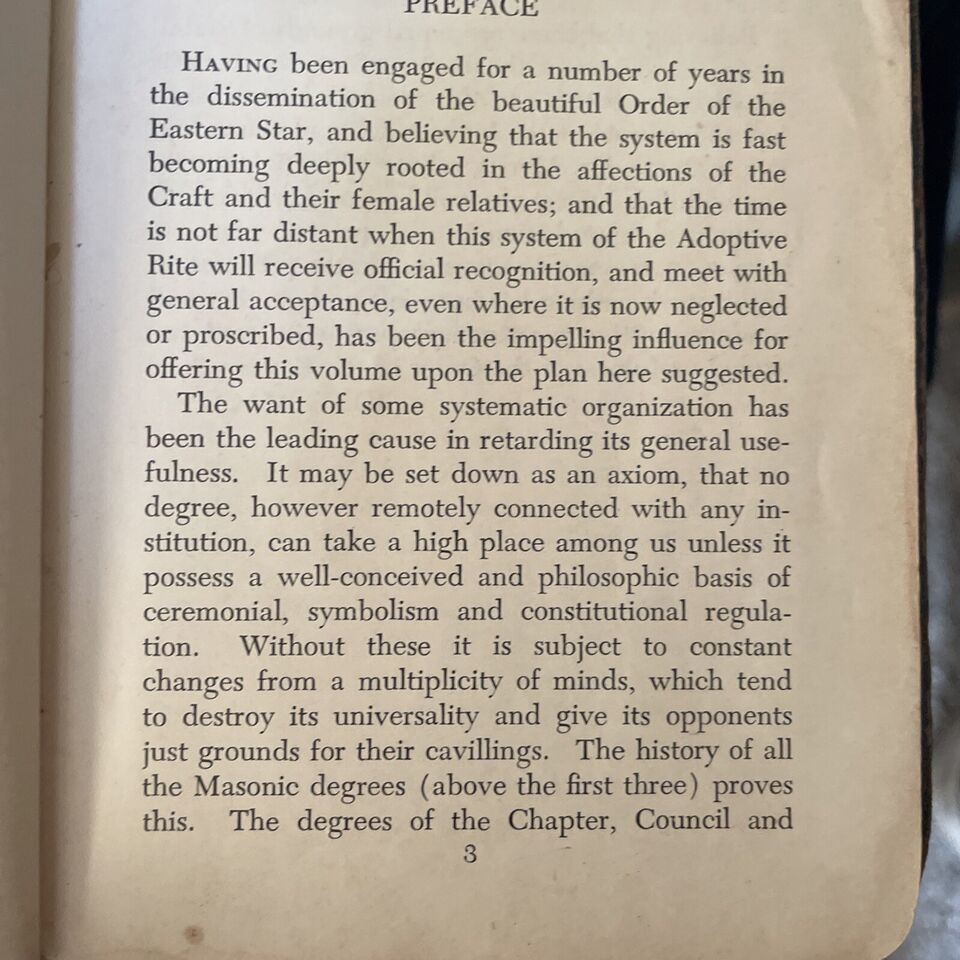 PREFACE
HAVING been engaged for a number of years in
the dissemination of the beautiful Order of the
Eastern Star, and believing that the system is fast
becoming deeply rooted in the affections of the
Craft and their female relatives; and that the time
is not far distant when this system of the Adoptive
Rite will receive official recognition, and meet with
general acceptance, even where it is now neglected
or proscribed, has been the impelling influence for
offering this volume upon the plan here suggested.
The want of some systematic organization has
been the leading cause in retarding its general use-
fulness. It may be set down as an axiom, that no
degree, however remotely connected with any in-
stitution, can take a high place among us unless it
possess a well-conceived and philosophic basis of
ceremonial, symbolism and constitutional regula-
tion. Without these it is subject to constant
changes from a multiplicity of minds, which tend
to destroy its universality and give its opponents
just grounds for their cavillings. The history of all
the Masonic degrees (above the first three) proves
this. The degrees of the Chapter, Council and
3